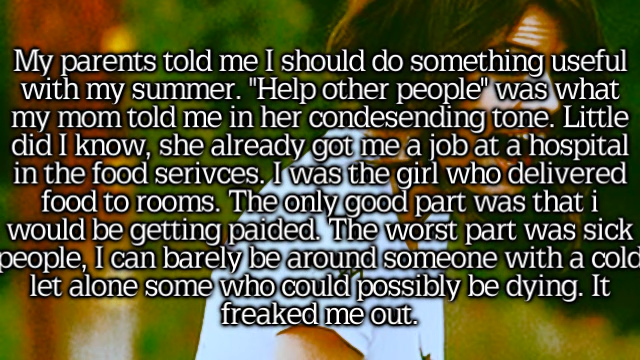 My parents told me I should do something useful
with my summer. "Help other people" was what
my mom told me in her condesending tone. Little
did I know, she already got me a job at a hospital
in the food serivces. I was the girl who delivered
food to rooms. The only good part was that i
would be getting paided. The worst part was sick
people, I can barely be around someone with a cold
let alone some who could possibly be dying. It
freaked me out.